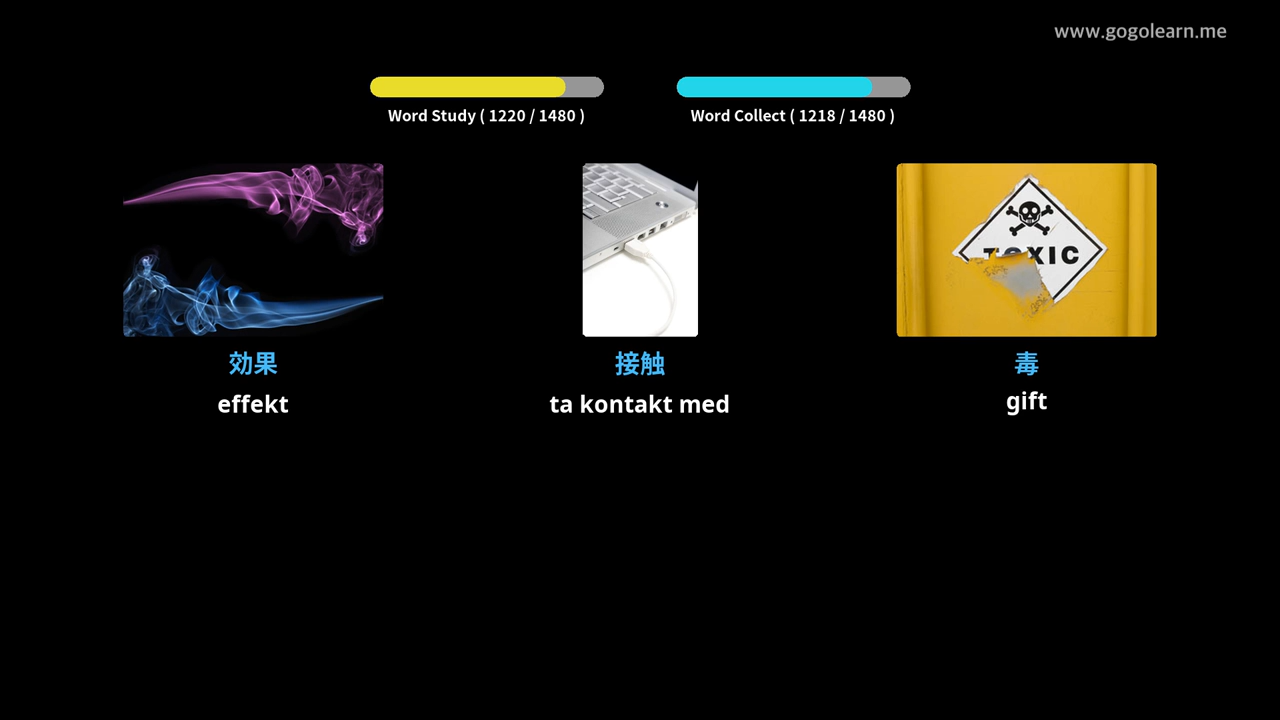 www.gogolearn.me
Word Study ( 1220 / 1480 )
Word Collect ( 1218 / 1480 )
TOXIC
効果
接触
毒
effekt
ta kontakt med
gift